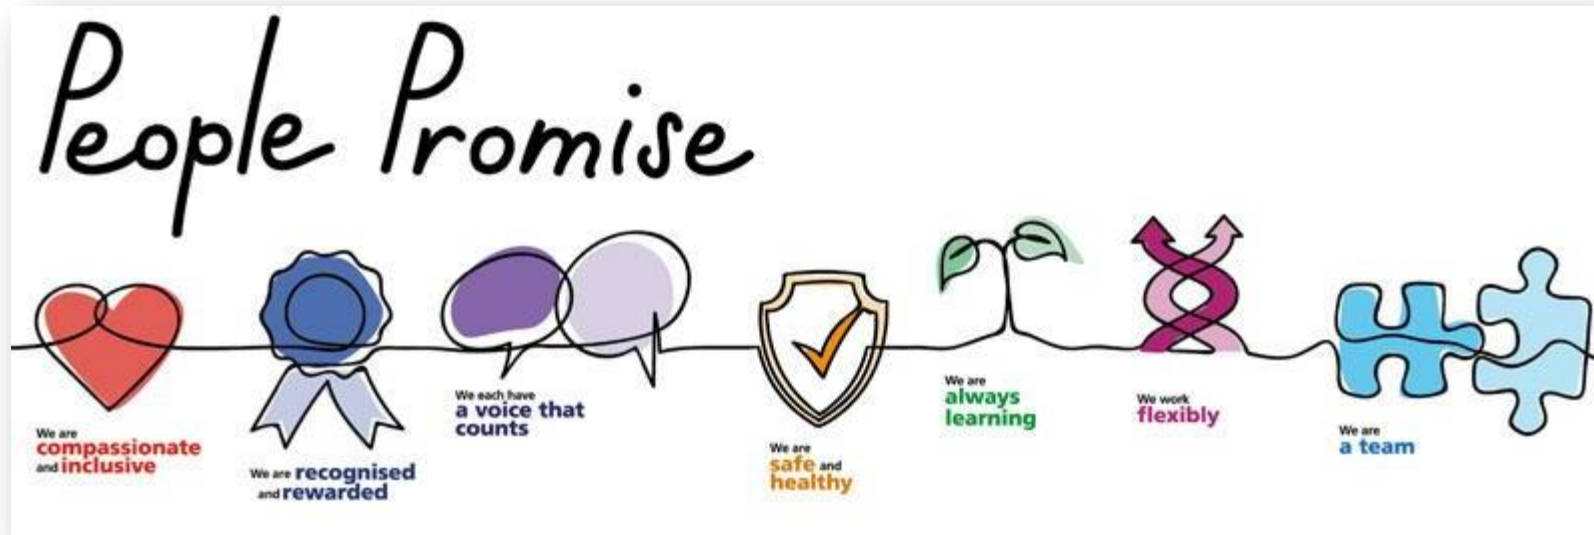 People Promise
We are
compassionate
and inclusive
We are recognised
and rewarded
We each have
a voice that
counts
We are
safe and
healthy
We are
always
learning
We work
flexibly
We are
a team